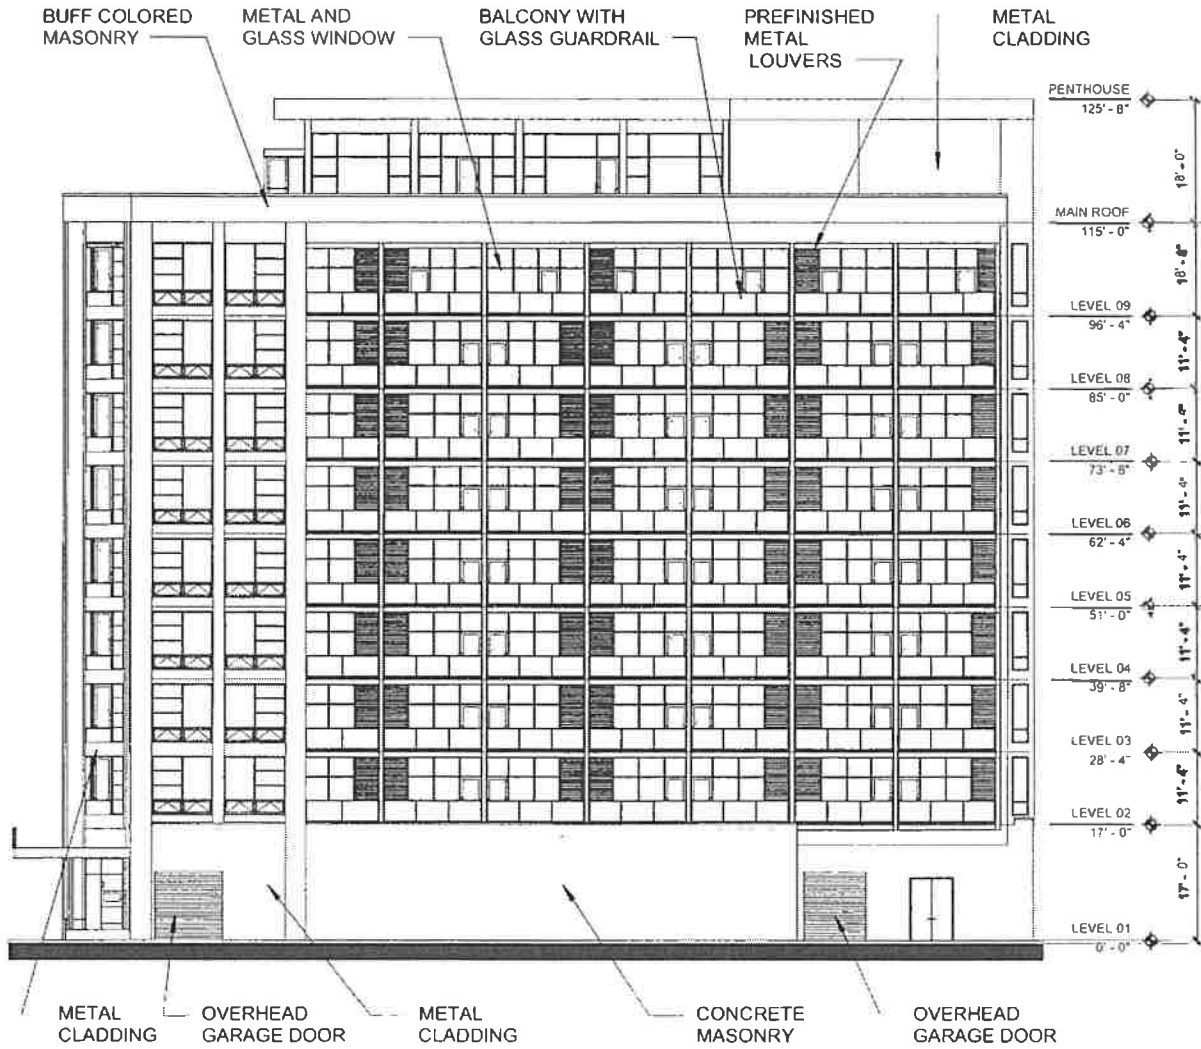 BUFF COLORED
MASONRY
METAL AND
GLASS WINDOW
BALCONY WITH
GLASS GUARDRAIL
PREFINISHED
METAL
LOUVERS
METAL
CLADDING
PENTHOUSE
125' - 8"
18' - 0"
MAIN ROOF
115' - 0"
18' - 8"
LEVEL 09
96' - 4"
11' - 4"
LEVEL 08
85' - 0"
11' - 4"
LEVEL 07
73' - 8"
11' - 4"
LEVEL 06
62' - 4"
11' - 4"
LEVEL 05
51' - 0"
11' - 4"
LEVEL 04
39' - 8"
11' - 4"
LEVEL 03
28' - 4"
11' - 4"
LEVEL 02
17' - 0"
17' - 0"
LEVEL 01
0' - 0"
METAL
CLADDING
OVERHEAD
GARAGE DOOR
METAL
CLADDING
CONCRETE
MASONRY
OVERHEAD
GARAGE DOOR